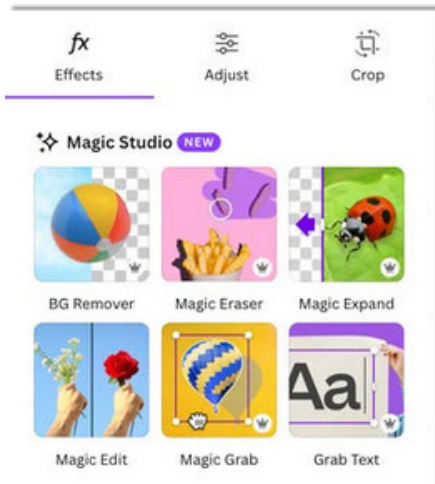 fx
Effects Adjust Crop
Magic Studio NEW
BG Remover Magic Eraser Magic Expand
Aa
Magic Edit Magic Grab Grab Text